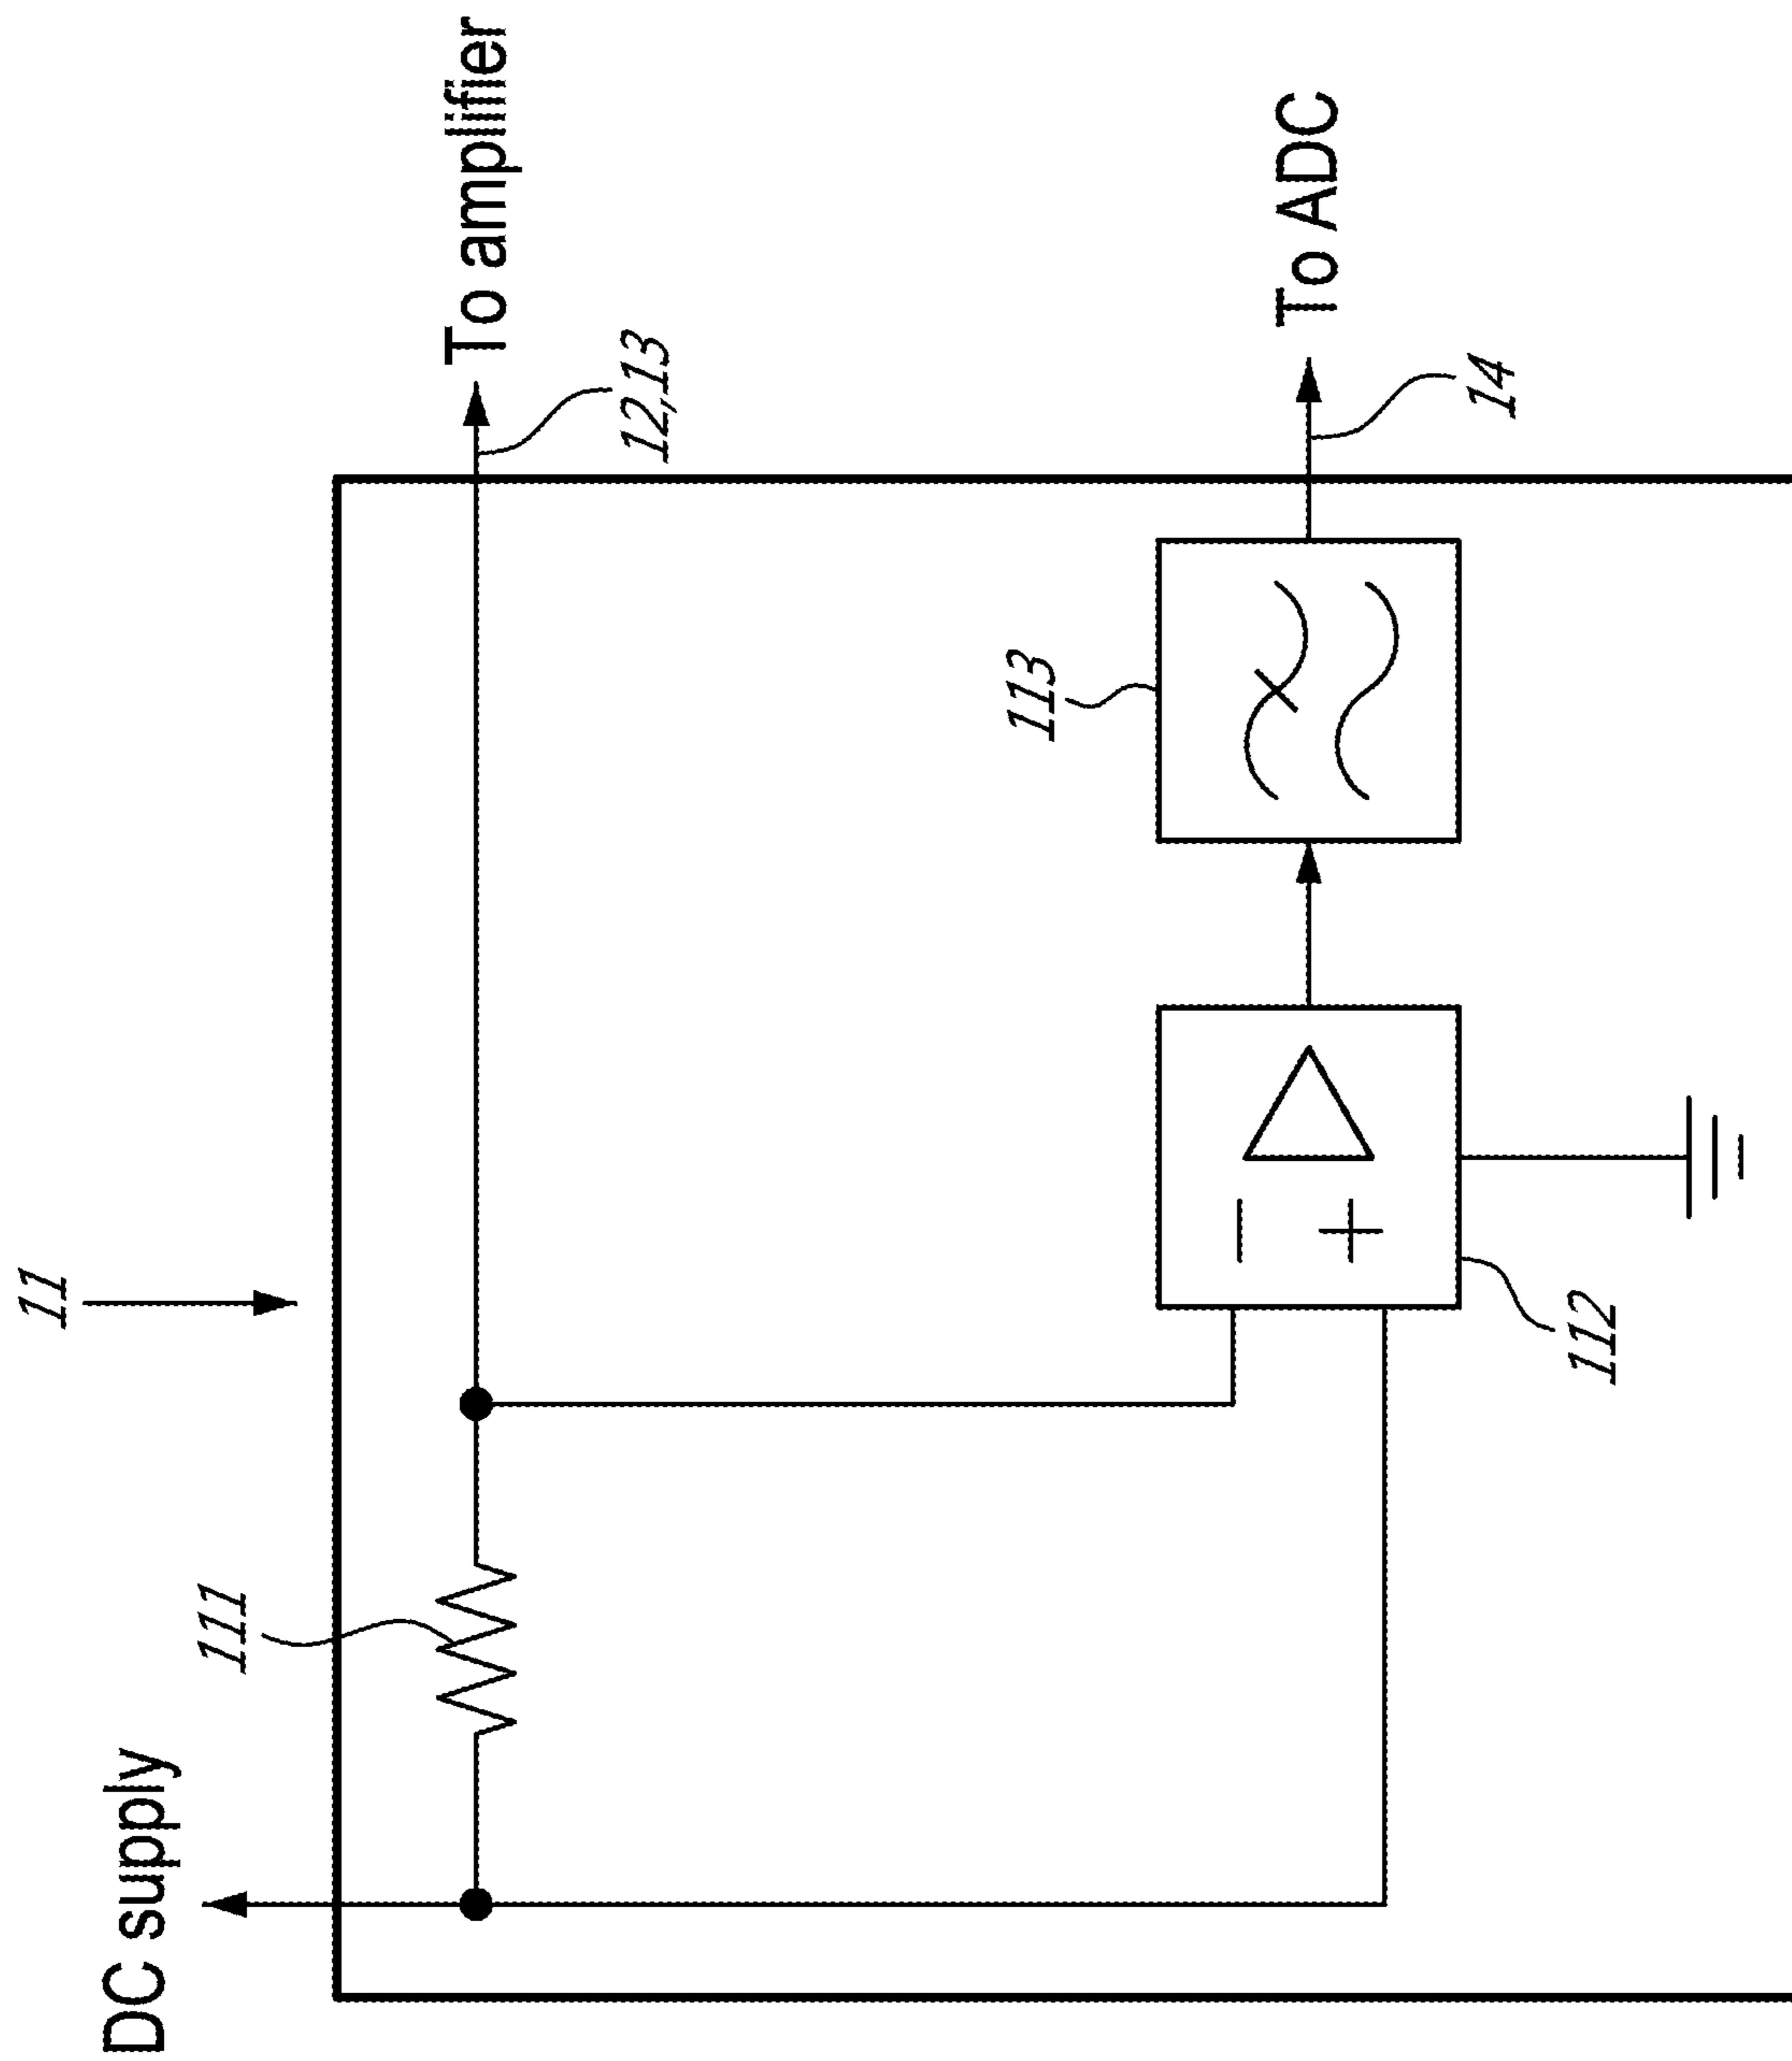 11
DC supply
111
To amplifier
12,13
113
To ADC
14
112
− +